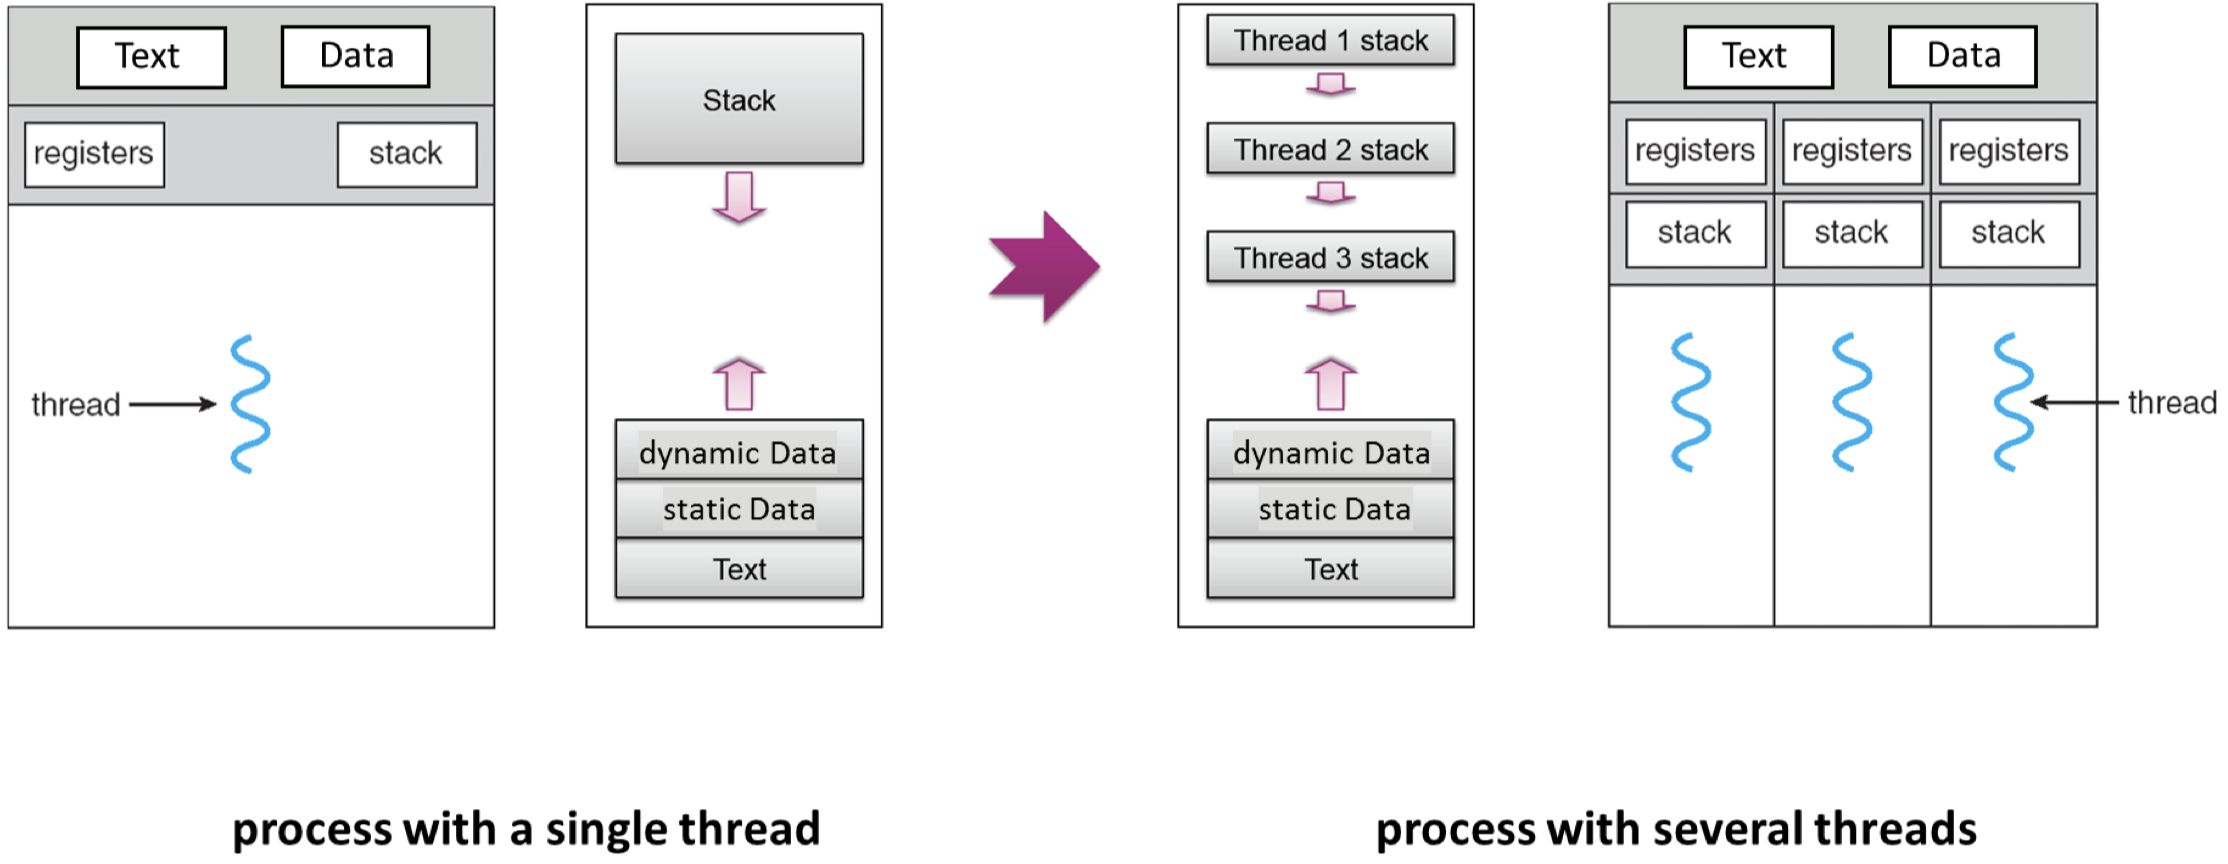 Text
Data
registers
stack
thread
Stack
dynamic Data
static Data
Text
Thread 1 stack
Thread 2 stack
Thread 3 stack
dynamic Data
static Data
Text
Text
Data
registers
registers
registers
stack
stack
stack
thread
process with a single thread
process with several threads